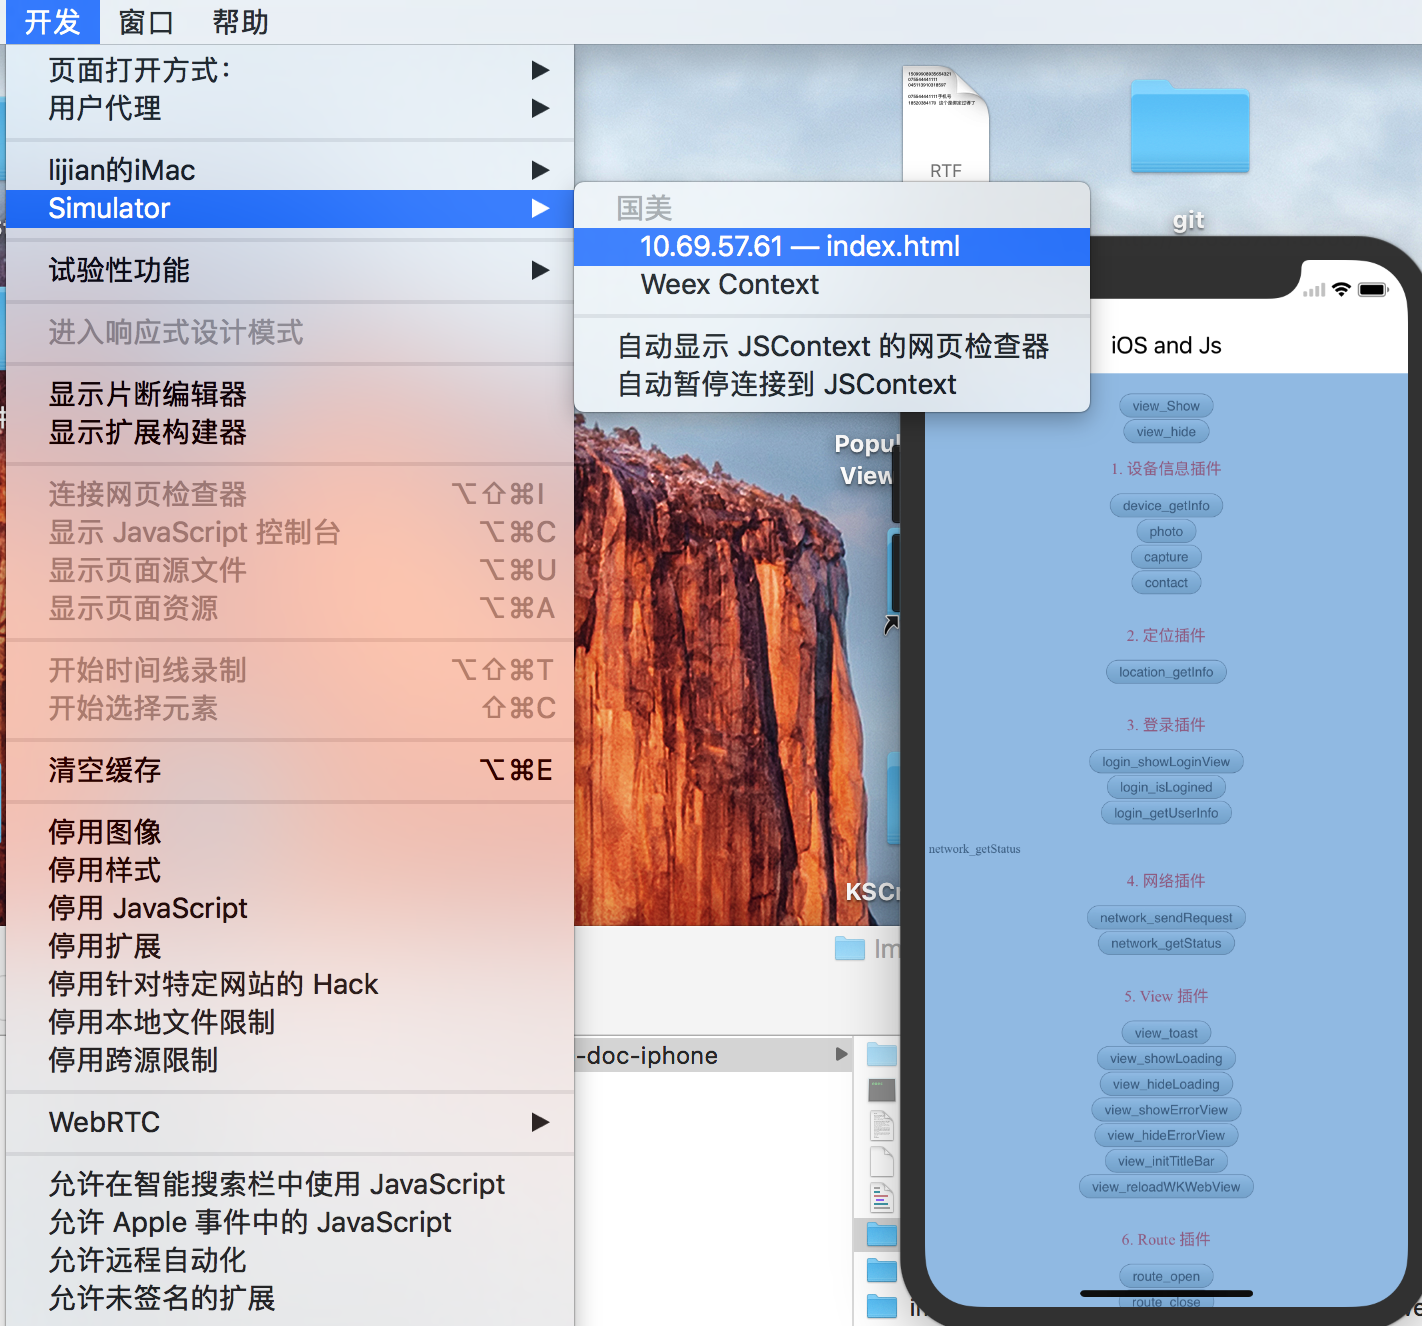 开发 窗口 帮助
页面打开方式：
用户代理
lijian的iMac
Simulator
试验性功能
进入响应式设计模式
显示片断编辑器
显示扩展构建器
连接网页检查器 ⌥⇧⌘I
显示 JavaScript 控制台 ⌥⌘C
显示页面源文件 ⌥⌘U
显示页面资源 ⌥⌘A
开始时间线录制 ⌥⇧⌘T
开始选择元素 ⇧⌘C
清空缓存 ⌥⌘E
停用图像
停用样式
停用 JavaScript
停用扩展
停用针对特定网站的 Hack
停用本地文件限制
停用跨源限制
WebRTC
允许在智能搜索栏中使用 JavaScript
允许 Apple 事件中的 JavaScript
允许远程自动化
允许未签名的扩展
国美
10.69.57.61 — index.html
Weex Context
自动显示 JSContext 的网页检查器
自动暂停连接到 JSContext
RTF
git
Popul
View
KSCr
Im
-doc-iphone
iOS and Js
view_Show
view_hide
1. 设备信息插件
device_getInfo
photo
capture
contact
2. 定位插件
location_getInfo
3. 登录插件
login_showLoginView
login_isLogined
login_getUserInfo
network_getStatus
4. 网络插件
network_sendRequest
network_getStatus
5. View 插件
view_toast
view_showLoading
view_hideLoading
view_showErrorView
view_hideErrorView
view_initTitleBar
view_reloadWKWebView
6. Route 插件
route_open
route_close